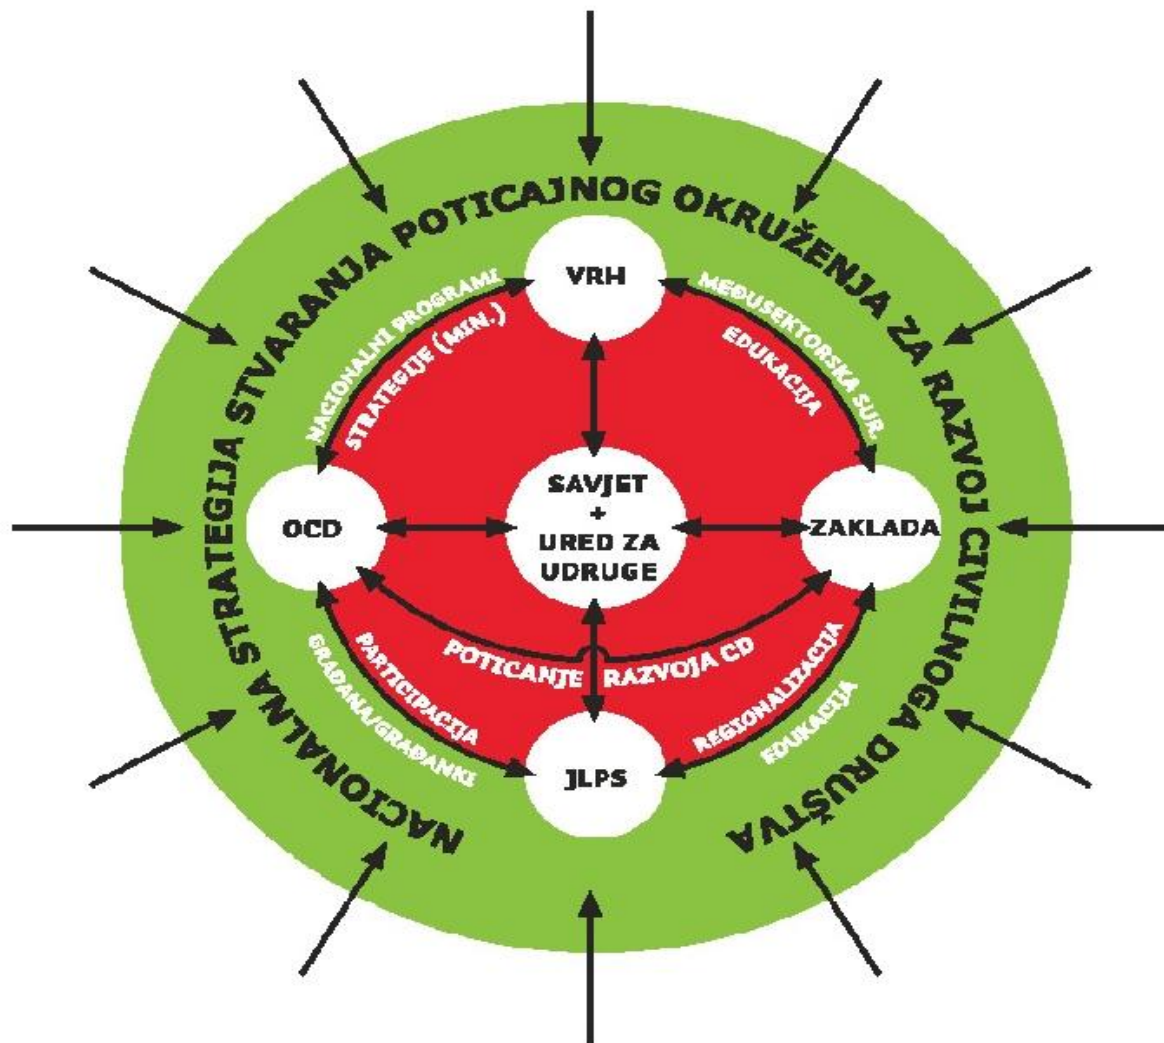 NACIONALNA STRATEGIJA STVARANJA POTICAJNOG OKRUŽENJA ZA RAZVOJ CIVILNOGA DRUŠTVA
VRH
NACIONALNI PROGRAMI
STRATEGIJE (MIN.)
MEĐUSEKTORSKA SUR.
EDUKACIJA
OCD
SAVJET
+
URED ZA
UDRUGE
ZAKLADA
POTICANJE RAZVOJA CD
PARTICIPACIJA
GRAĐANA/GRAĐANKI
REGIONALIZACIJA
EDUKACIJA
JLPS